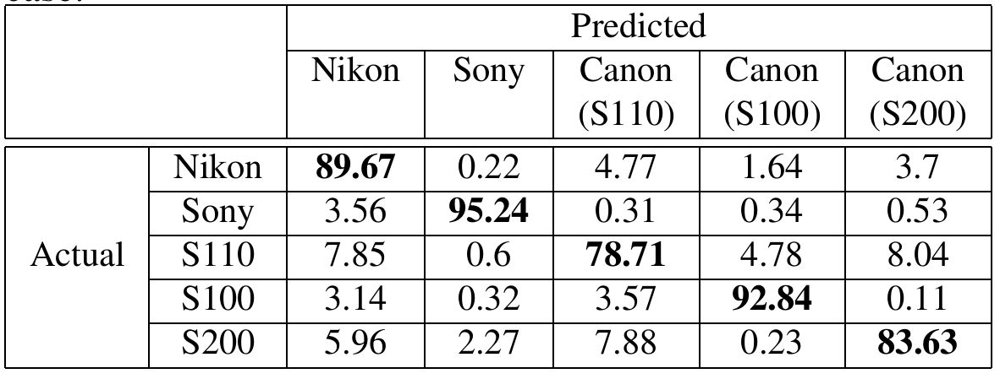 case.
Predicted
Nikon Sony Canon Canon Canon
(S110) (S100) (S200)
Nikon 89.67 0.22 4.77 1.64 3.7
Sony 3.56 95.24 0.31 0.34 0.53
Actual S110 7.85 0.6 78.71 4.78 8.04
S100 3.14 0.32 3.57 92.84 0.11
S200 5.96 2.27 7.88 0.23 83.63